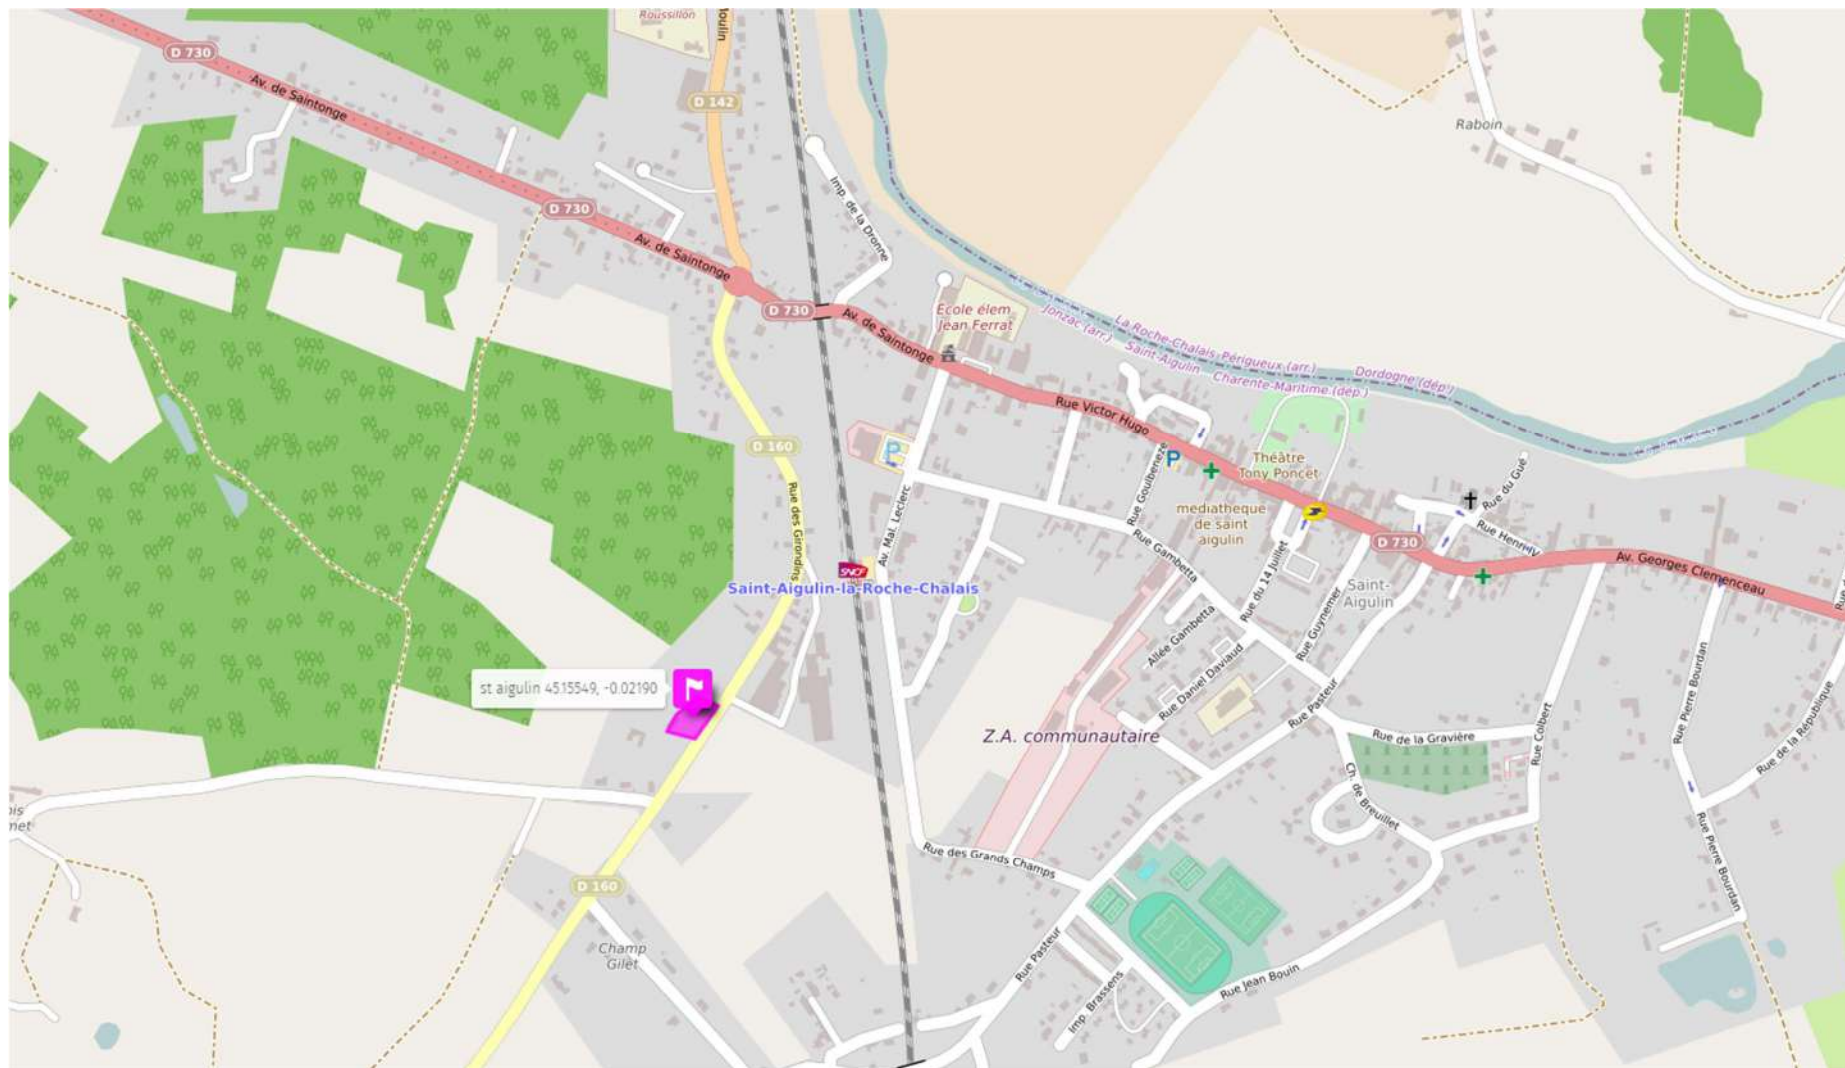 Roussillon
Moulin
D 730
Av. de Saintonge
D 142
Raboin
Imp. de la Dronne
D 730
Av. de Saintonge
D 730
Av. de Saintonge
École élem
Jean Ferrat
La Roche-Chalais
Périgueux (arr.)
Dordogne (dép.)
Jonzac (arr.)
Saint-Aigulin
Charente-Maritime (dép.)
Rue Victor Hugo
D 160
P
P
Rue Goulbeneze
Théâtre
Tony Poncet
Rue du Gué
mediatheque
de saint
aigulin
Rue Henri IV
D 730
Av. Georges Clemenceau
Rue des Girondins
Av. Mal. Leclerc
SNCF
Saint-Aigulin-la-Roche-Chalais
Rue Gambetta
Rue du 14 Juillet
Rue Guynemer
Saint-
Aigulin
Allée Gambetta
Rue Daniel Daviaud
Rue Pasteur
Rue Pierre Bourdan
Rue de la République
st aigulin 45.15549, -0.02190
Z.A. communautaire
Rue de la Gravière
Rue Colbert
Ch. de Breuillet
Rue des Grands Champs
Rue Pierre Bourdan
D 160
Champ
Gilet
Rue Pasteur
Imp. Brassens
Rue Jean Bouin